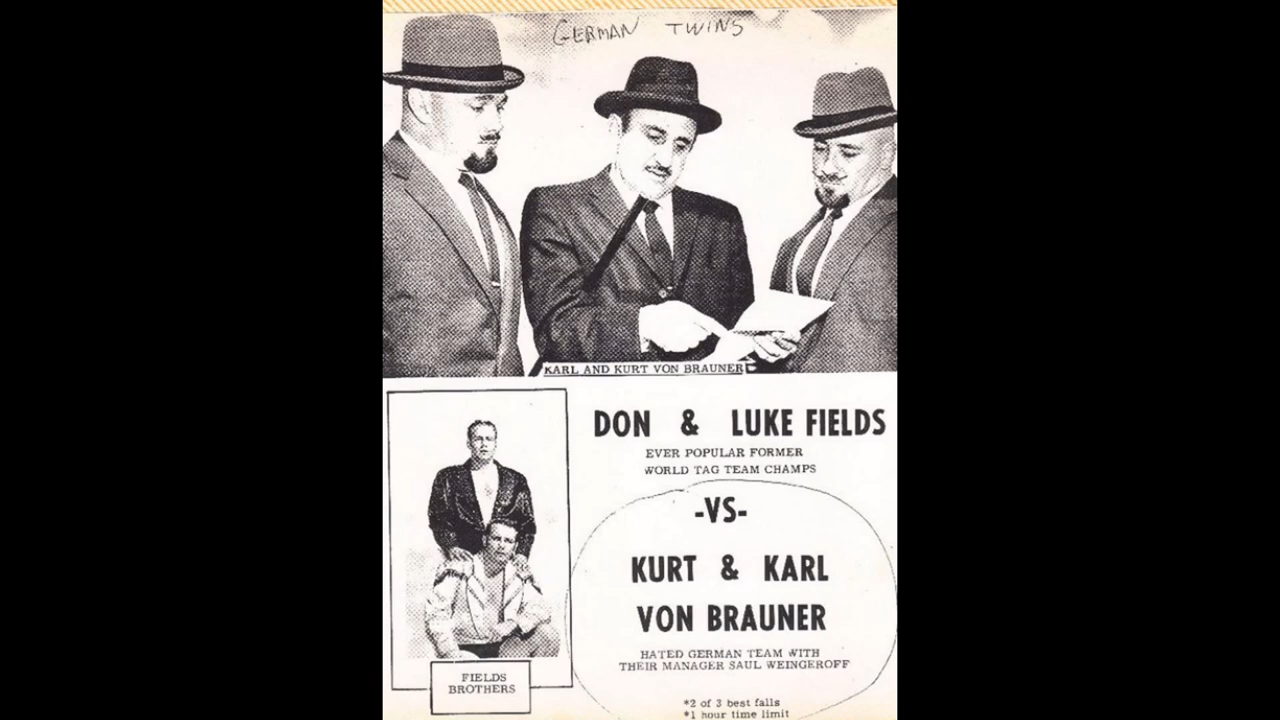 GERMAN TWINS
KARL AND KURT VON BRAUNER
DON & LUKE FIELDS
EVER POPULAR FORMER
WORLD TAG TEAM CHAMPS
-VS-
KURT & KARL
VON BRAUNER
HATED GERMAN TEAM WITH
THEIR MANAGER SAUL WEINGEROFF
FIELDS
BROTHERS
*2 of 3 best falls
*1 hour time limit